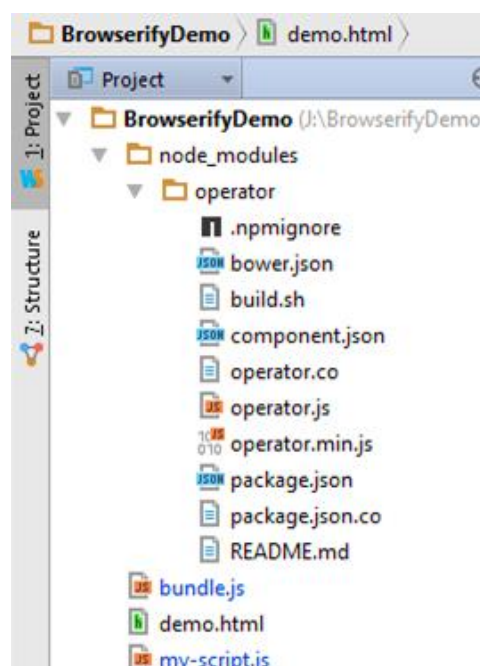 BrowserifyDemo demo.html
Project
1: Project
BrowserifyDemo (J:\BrowserifyDemo
node_modules
operator
.npmignore
bower.json
build.sh
component.json
operator.co
operator.js
operator.min.js
package.json
package.json.co
README.md
bundle.js
demo.html
my-script.js
7: Structure